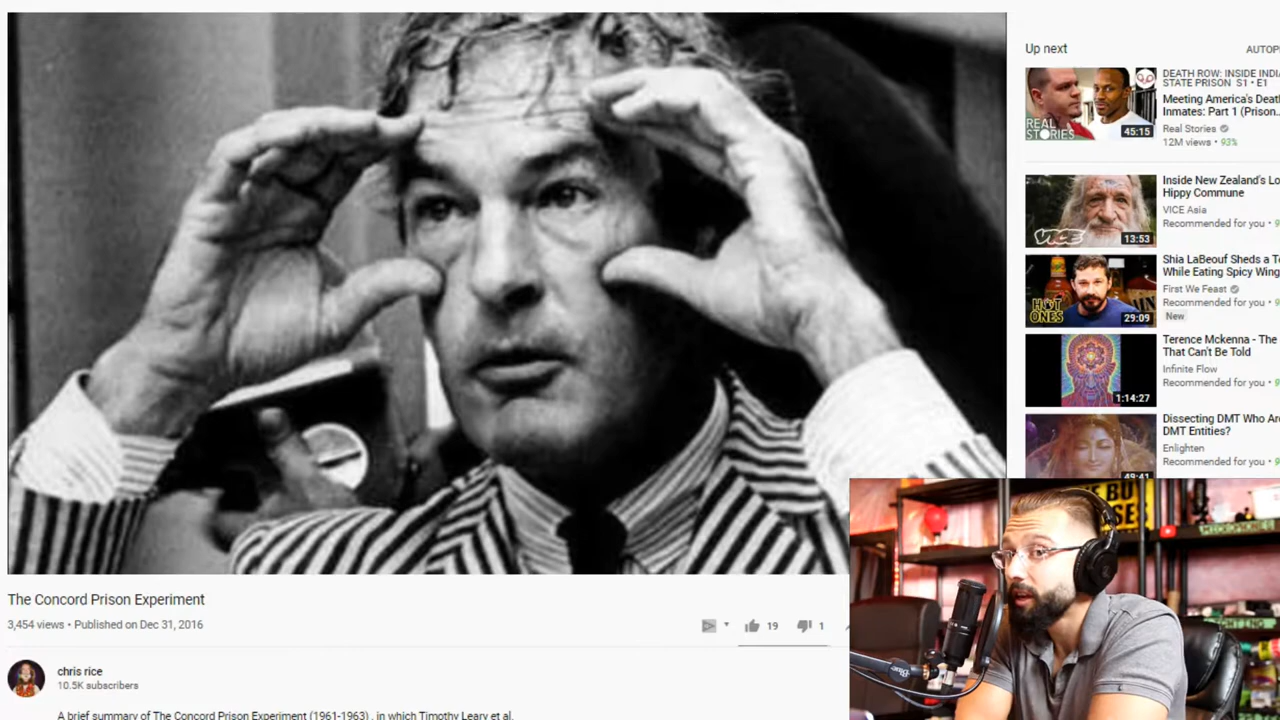 Up next
AUTOP
REAL
STORIES
45:15
DEATH ROW: INSIDE INDI
STATE PRISON S1 • E1
Meeting America's Death
Inmates: Part 1 (Prison...
Real Stories
12M views • 93%
VICE
13:53
Inside New Zealand's Lo
Hippy Commune
VICE Asia
Recommended for you • 9
HOT
ONES
29:09
Shia LaBeouf Sheds a T
While Eating Spicy Wing
First We Feast
Recommended for you • 9
New
1:14:27
Terence Mckenna - The
That Can't Be Told
Infinite Flow
Recommended for you • 9
49:41
Dissecting DMT Who Are
DMT Entities?
Enlighten
Recommended for you • 9
The Concord Prison Experiment
3,454 views • Published on Dec 31, 2016
19
1
chris rice
10.5K subscribers
A brief summary of The Concord Prison Experiment (1961-1963) , in which Timothy Leary et al.
MICROPHONES
Blue